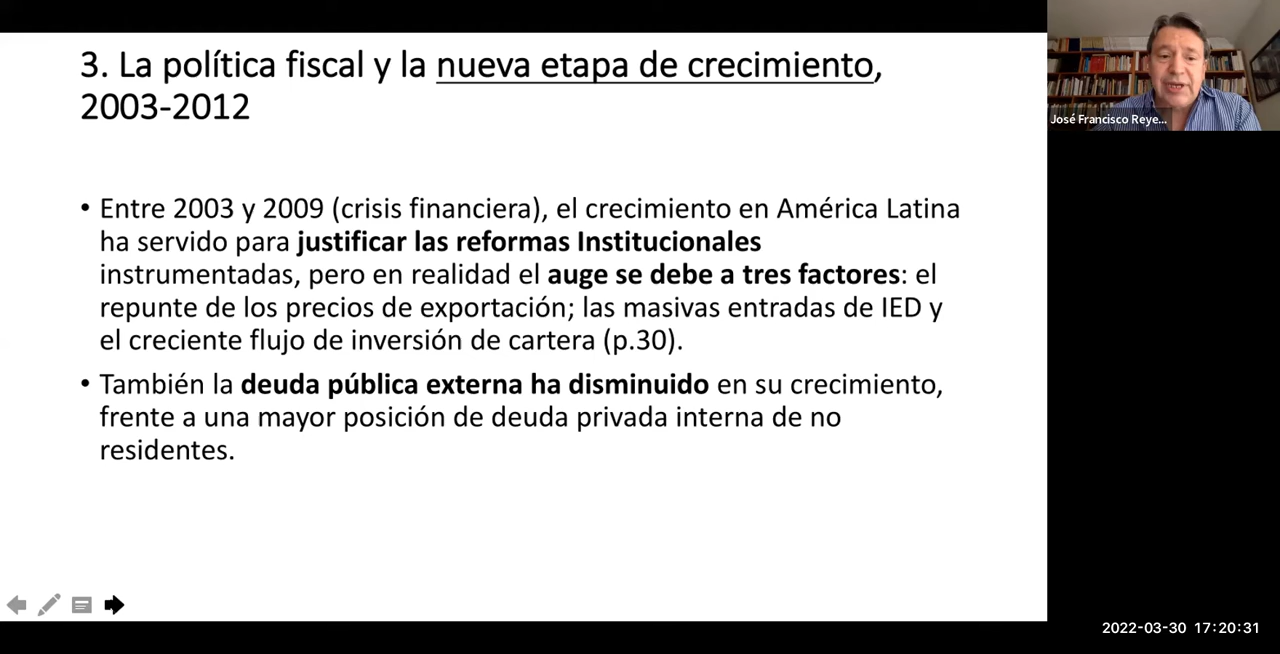 3. La política fiscal y la nueva etapa de crecimiento,
2003-2012
• Entre 2003 y 2009 (crisis financiera), el crecimiento en América Latina
ha servido para justificar las reformas Institucionales
instrumentadas, pero en realidad el auge se debe a tres factores: el
repunte de los precios de exportación; las masivas entradas de IED y
el creciente flujo de inversión de cartera (p.30).
• También la deuda pública externa ha disminuido en su crecimiento,
frente a una mayor posición de deuda privada interna de no
residentes.
José Francisco Reye...
2022-03-30 17:20:31